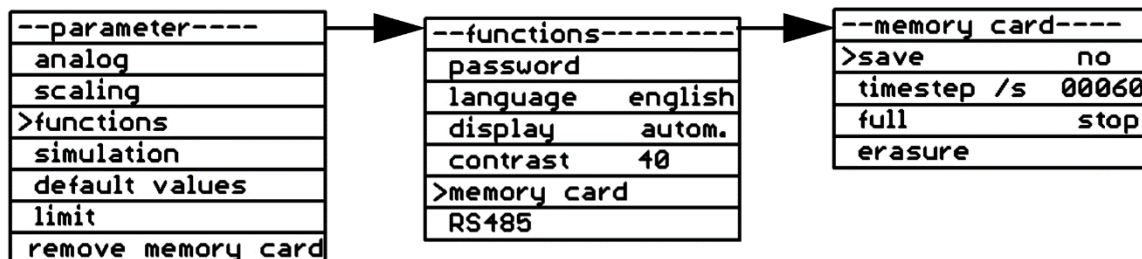 --parameter----
analog
scaling
>functions
simulation
default values
limit
remove memory card
--functions--------
password
language english
display autom.
contrast 40
>memory card
RS485
--memory card----
>save no
timestep /s 00060
full stop
erasure